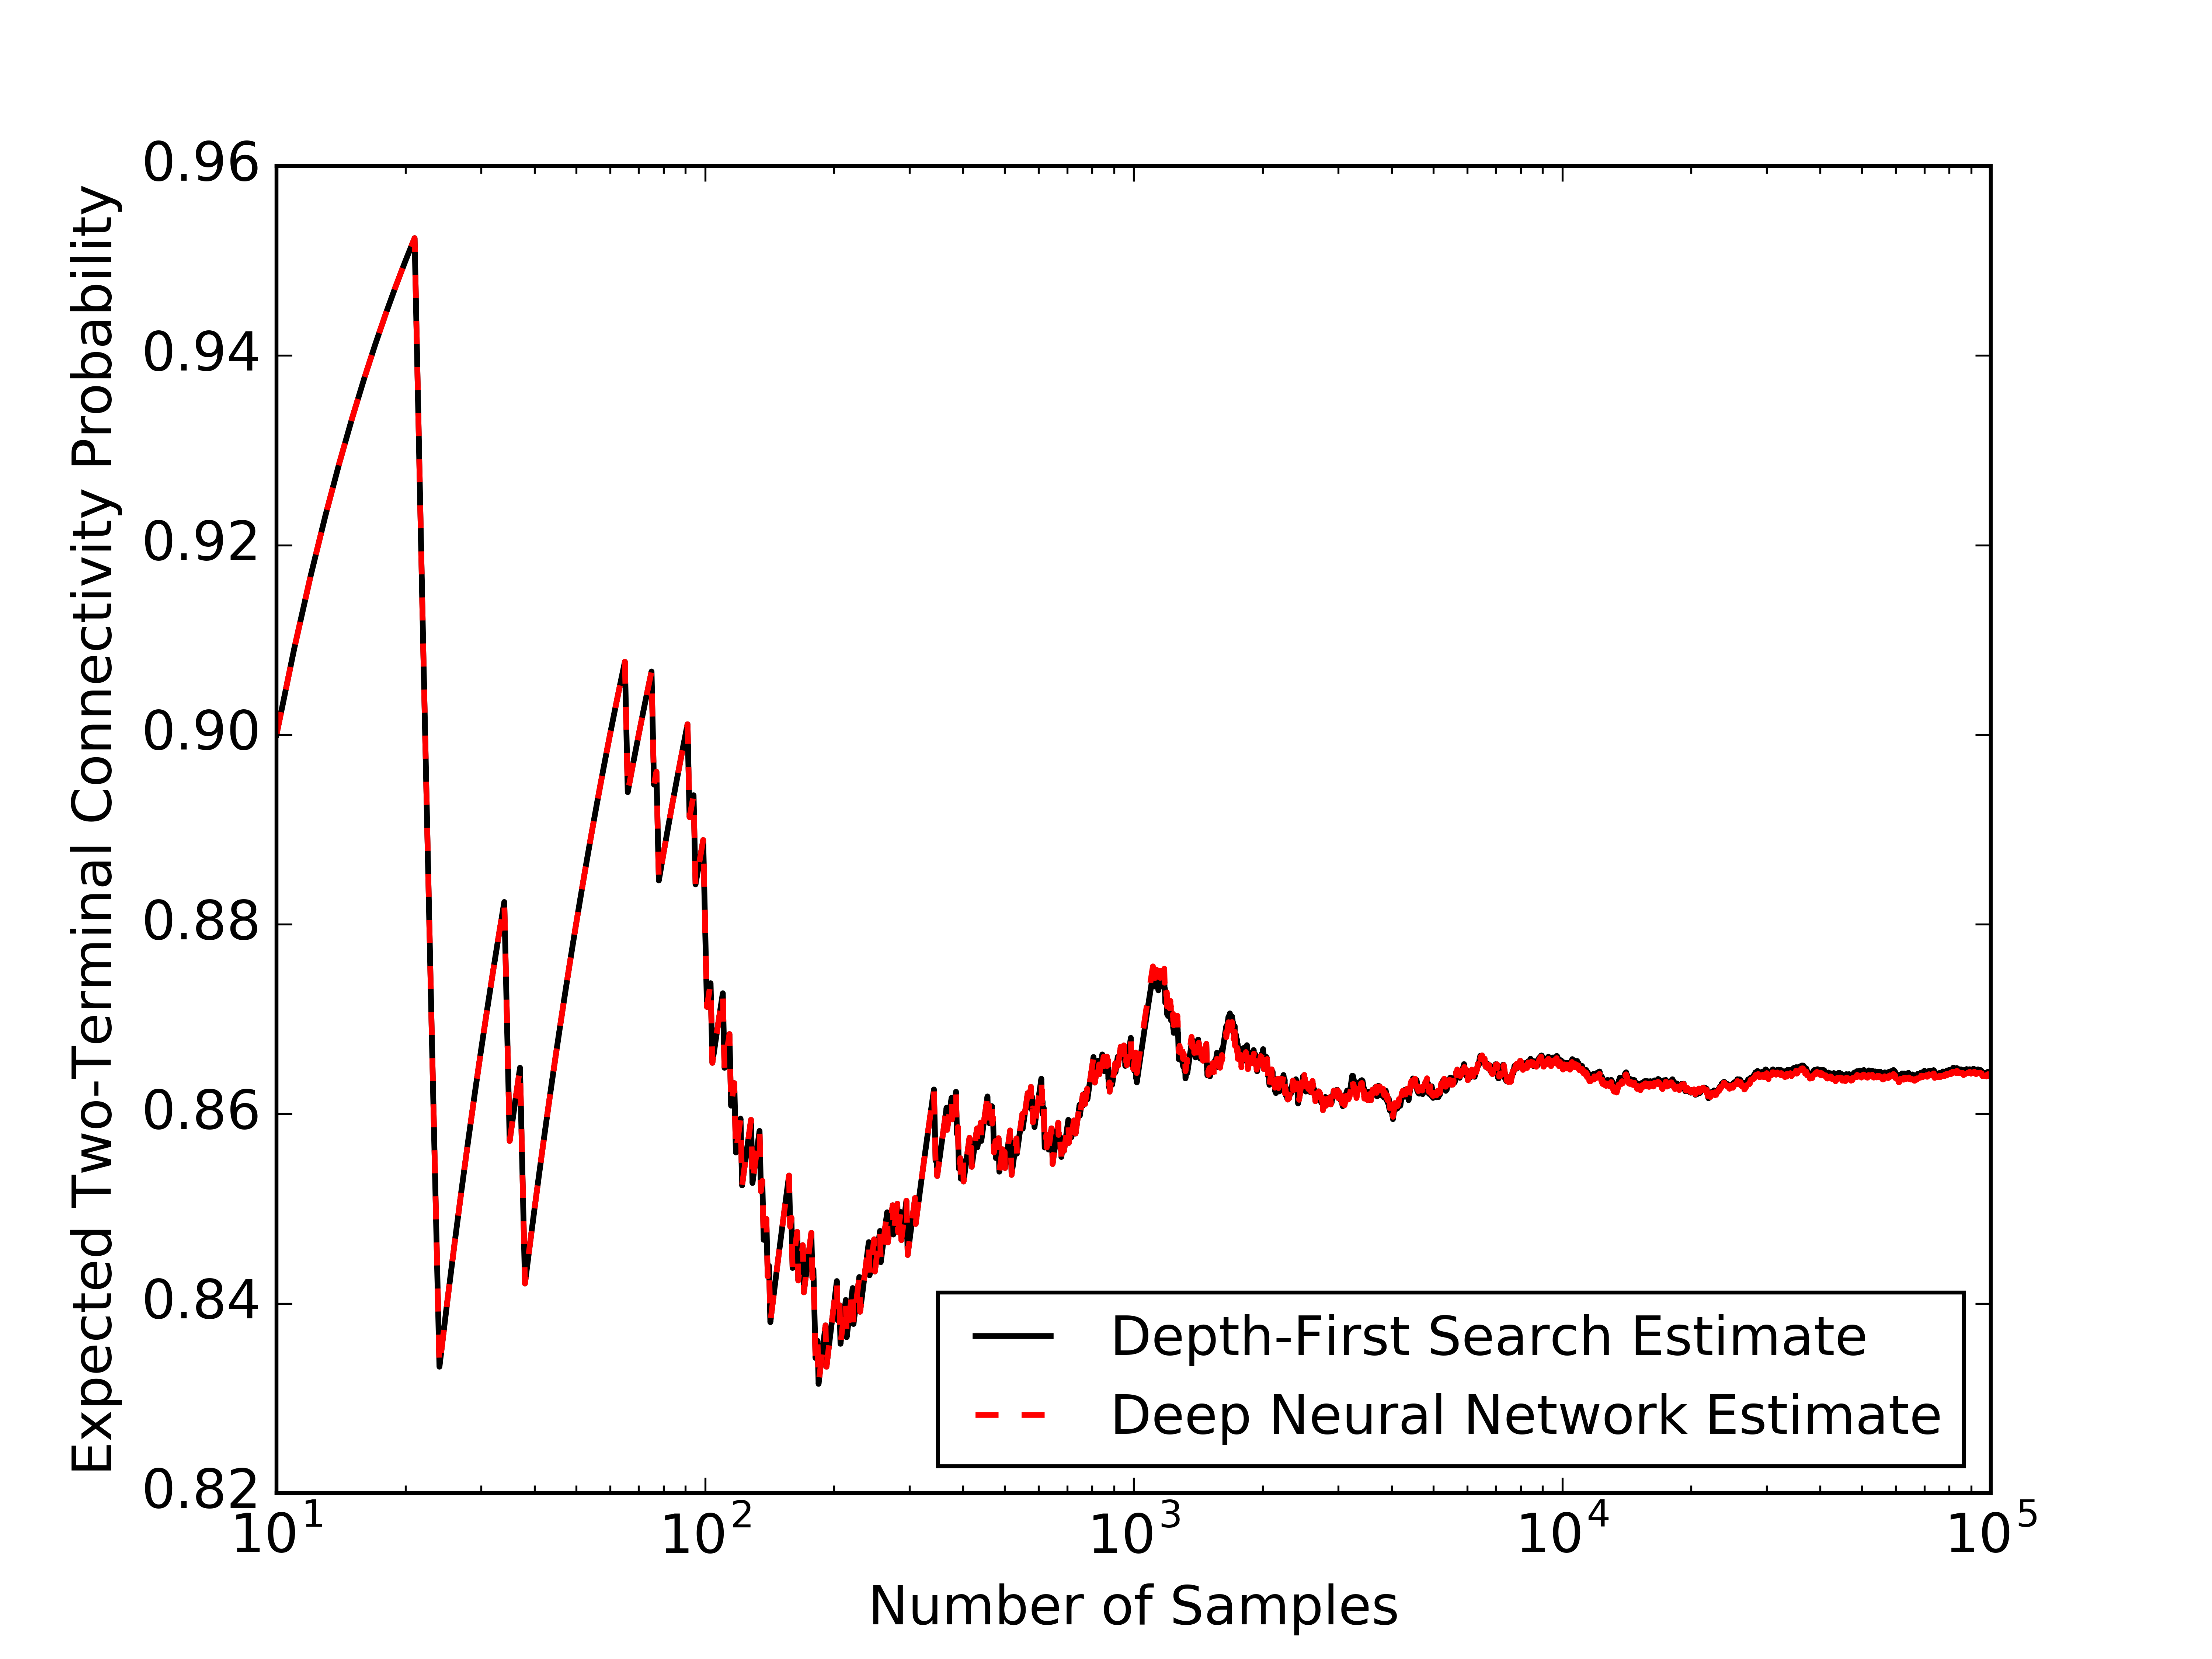 Expected Two-Terminal Connectivity Probability
0.96
0.94
0.92
0.90
0.88
0.86
0.84
0.82
10^1 10^2 10^3 10^4 10^5
Number of Samples
Depth-First Search Estimate
Deep Neural Network Estimate